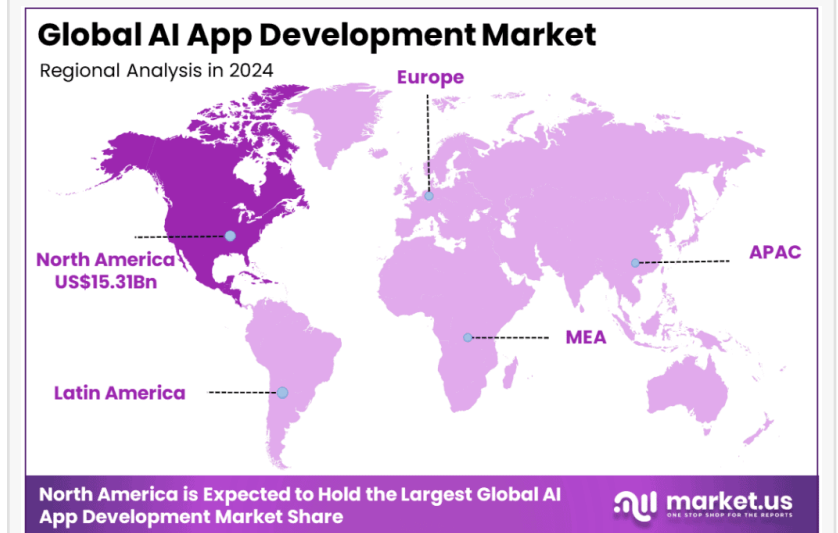 Global AI App Development Market
Regional Analysis in 2024
Europe
North America
US$15.31Bn
APAC
MEA
Latin America
North America is Expected to Hold the Largest Global AI
App Development Market Share
market.us
ONE STOP SHOP FOR THE REPORTS